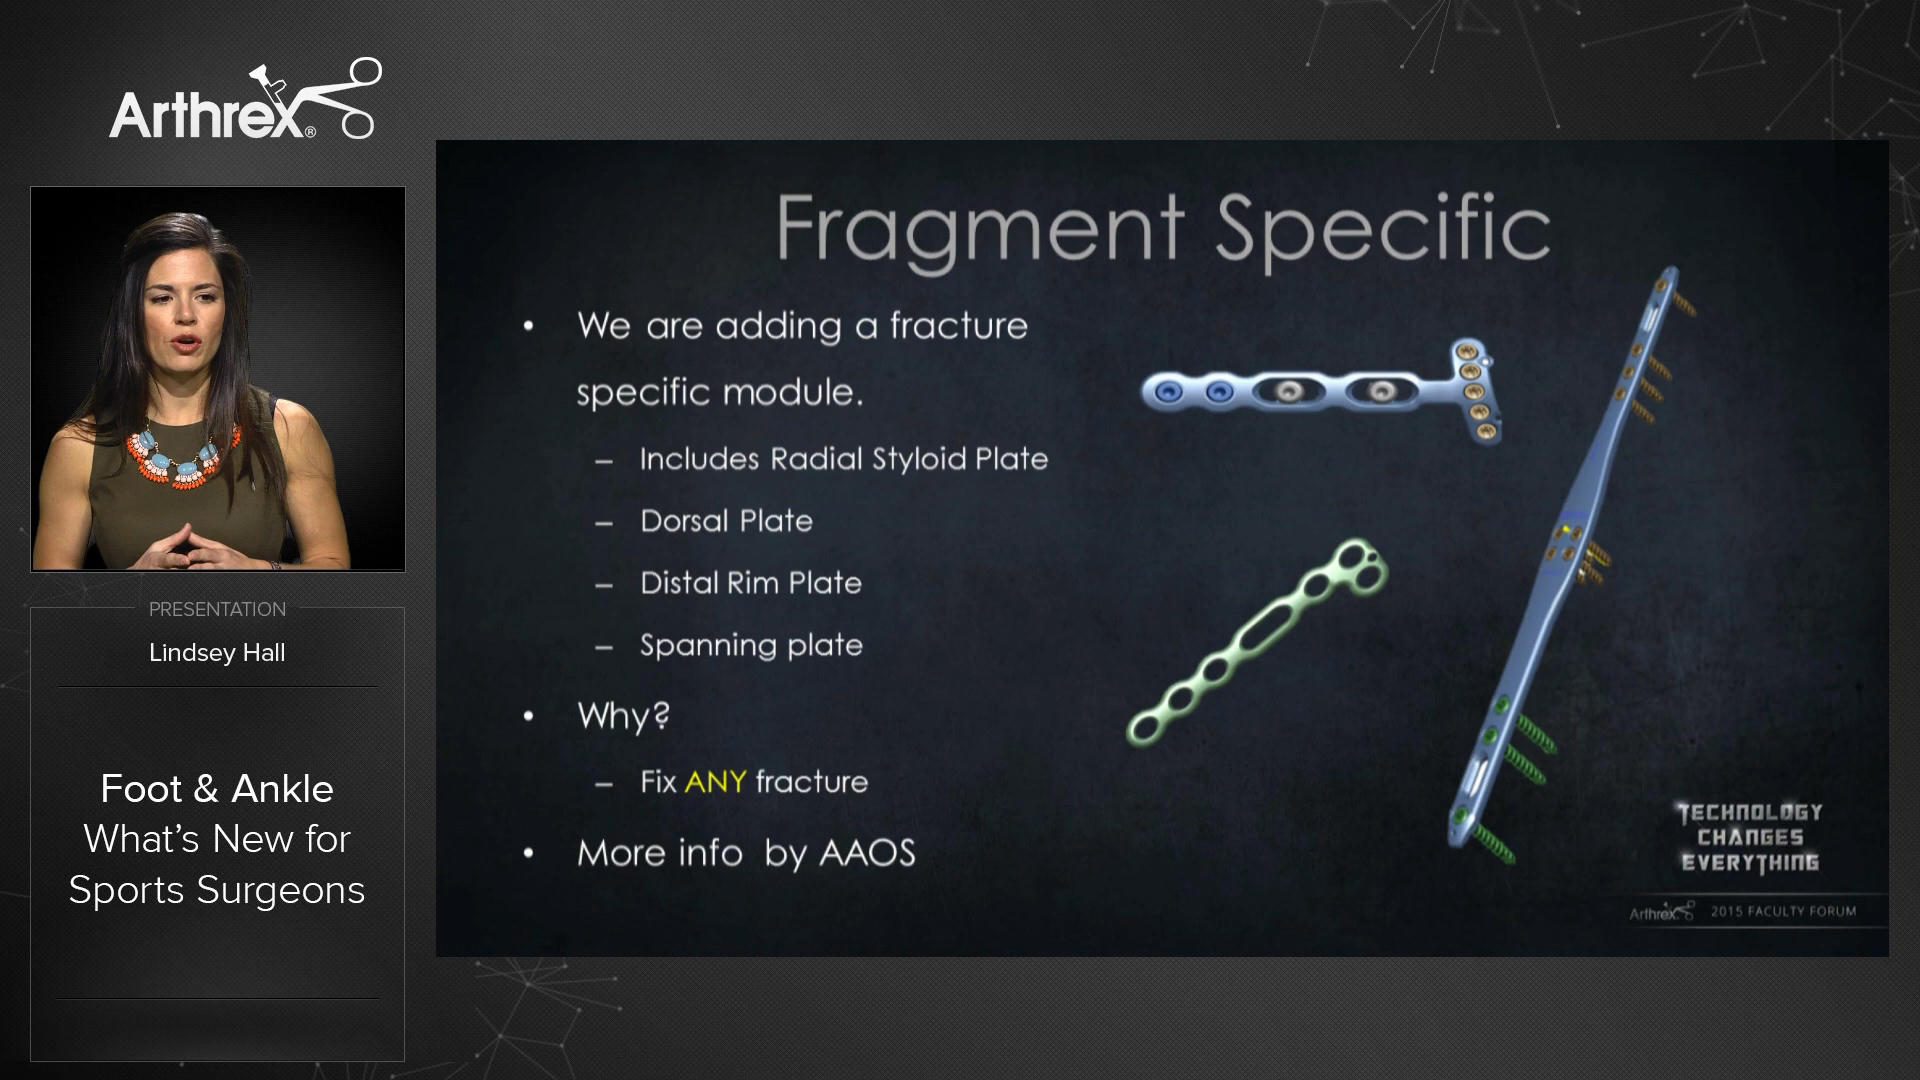 Arthrex®
PRESENTATION
Lindsey Hall
Foot & Ankle
What's New for
Sports Surgeons
Fragment Specific
• We are adding a fracture
specific module.
– Includes Radial Styloid Plate
– Dorsal Plate
– Distal Rim Plate
– Spanning plate
• Why?
– Fix ANY fracture
• More info by AAOS
TECHNOLOGY
CHANGES
EVERYTHING
Arthrex 2015 FACULTY FORUM